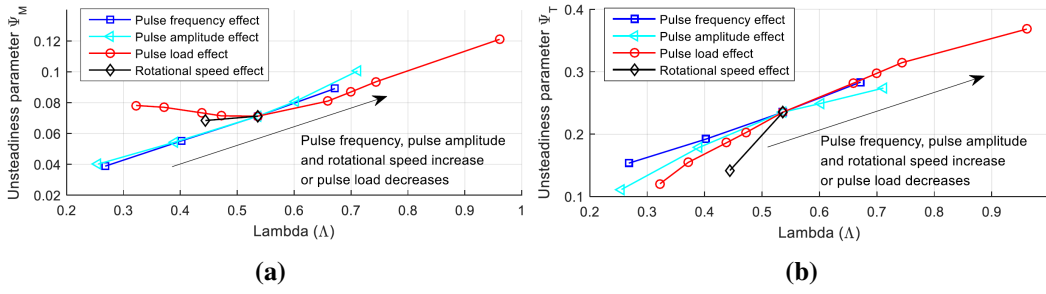 Unsteadiness parameter Ψ_M
0.12
0.1
0.08
0.06
0.04
0.02
Pulse frequency effect
Pulse amplitude effect
Pulse load effect
Rotational speed effect
Pulse frequency, pulse amplitude
and rotational speed increase
or pulse load decreases
0.2 0.3 0.4 0.5 0.6 0.7 0.8 0.9 1
Lambda (Λ)
(a)
Unsteadiness parameter Ψ_T
0.4
0.3
0.2
0.1
Pulse frequency effect
Pulse amplitude effect
Pulse load effect
Rotational speed effect
Pulse frequency, pulse amplitude
and rotational speed increase
or pulse load decreases
0.2 0.3 0.4 0.5 0.6 0.7 0.8 0.9
Lambda (Λ)
(b)